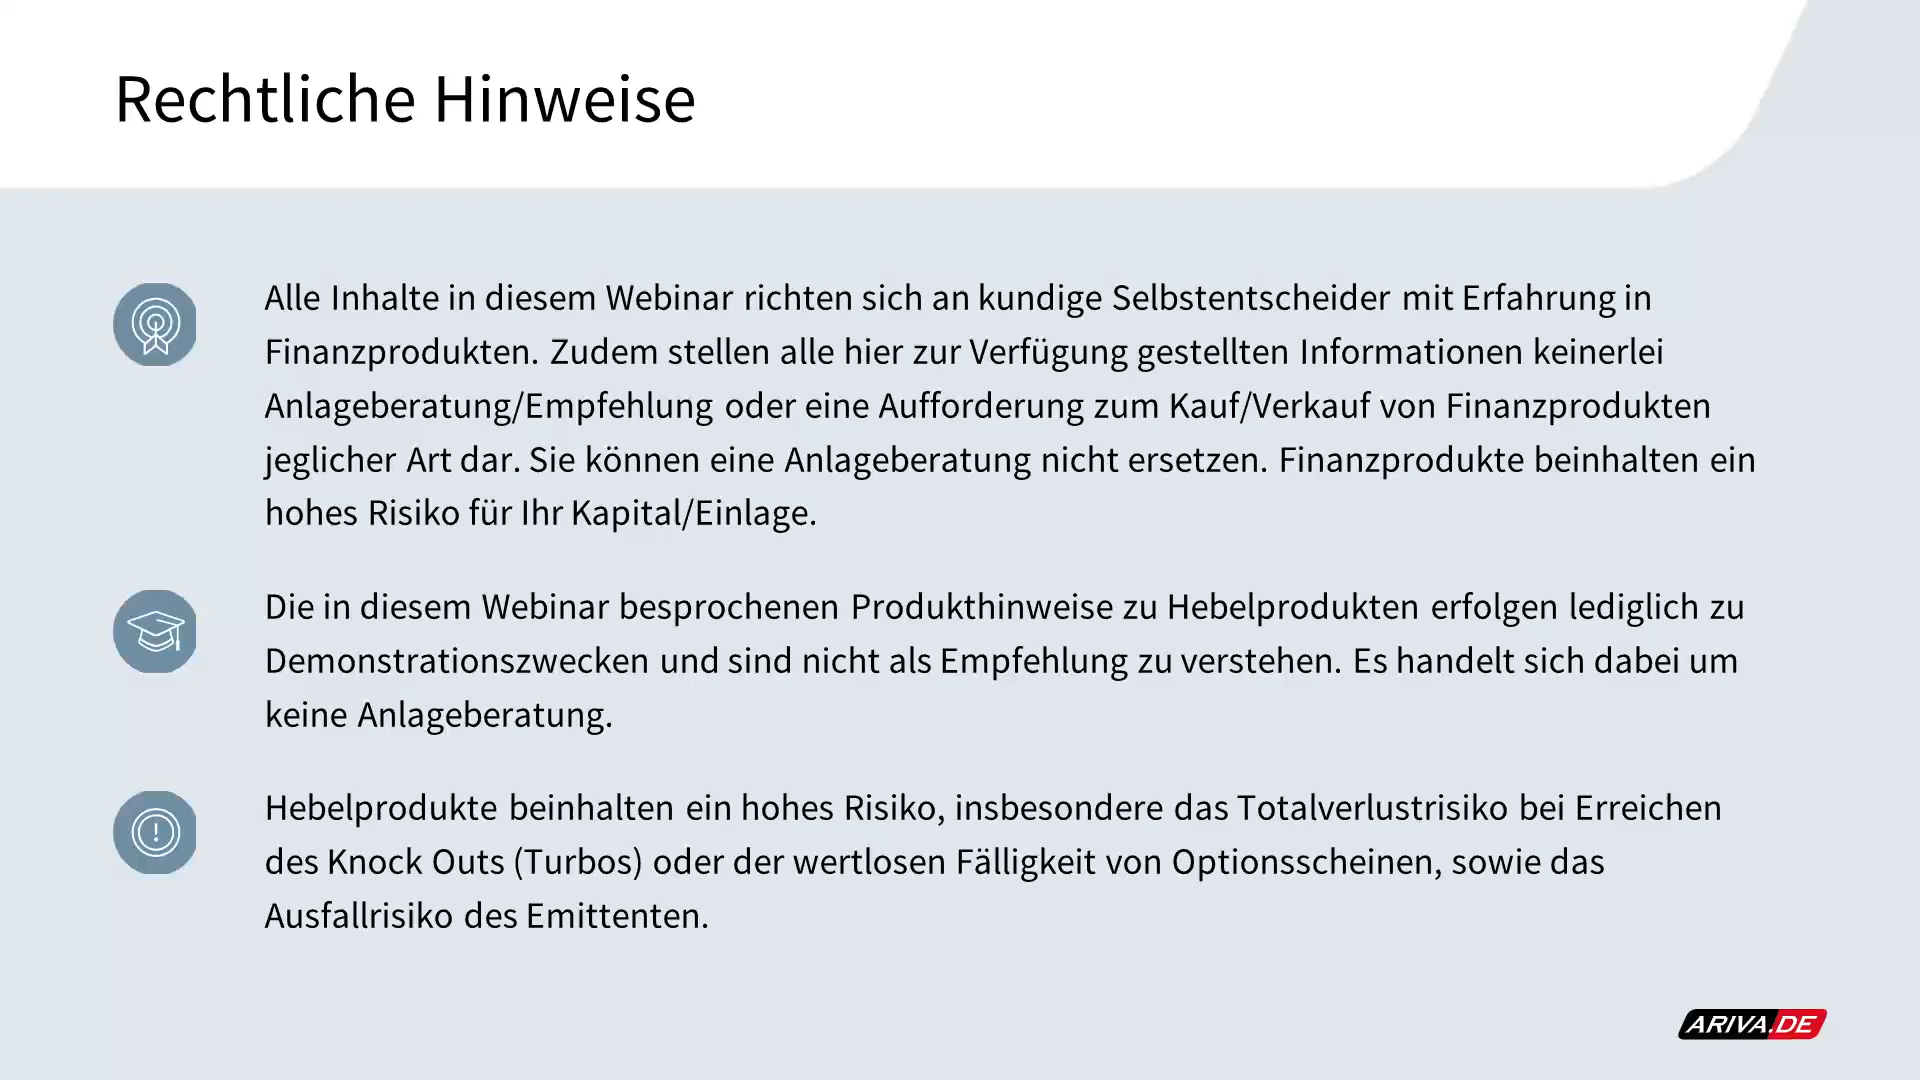 Rechtliche Hinweise
Alle Inhalte in diesem Webinar richten sich an kundige Selbstentscheider mit Erfahrung in
Finanzprodukten. Zudem stellen alle hier zur Verfügung gestellten Informationen keinerlei
Anlageberatung/Empfehlung oder eine Aufforderung zum Kauf/Verkauf von Finanzprodukten
jeglicher Art dar. Sie können eine Anlageberatung nicht ersetzen. Finanzprodukte beinhalten ein
hohes Risiko für Ihr Kapital/Einlage.
Die in diesem Webinar besprochenen Produkthinweise zu Hebelprodukten erfolgen lediglich zu
Demonstrationszwecken und sind nicht als Empfehlung zu verstehen. Es handelt sich dabei um
keine Anlageberatung.
Hebelprodukte beinhalten ein hohes Risiko, insbesondere das Totalverlustrisiko bei Erreichen
des Knock Outs (Turbos) oder der wertlosen Fälligkeit von Optionsscheinen, sowie das
Ausfallrisiko des Emittenten.
ARIVA.DE